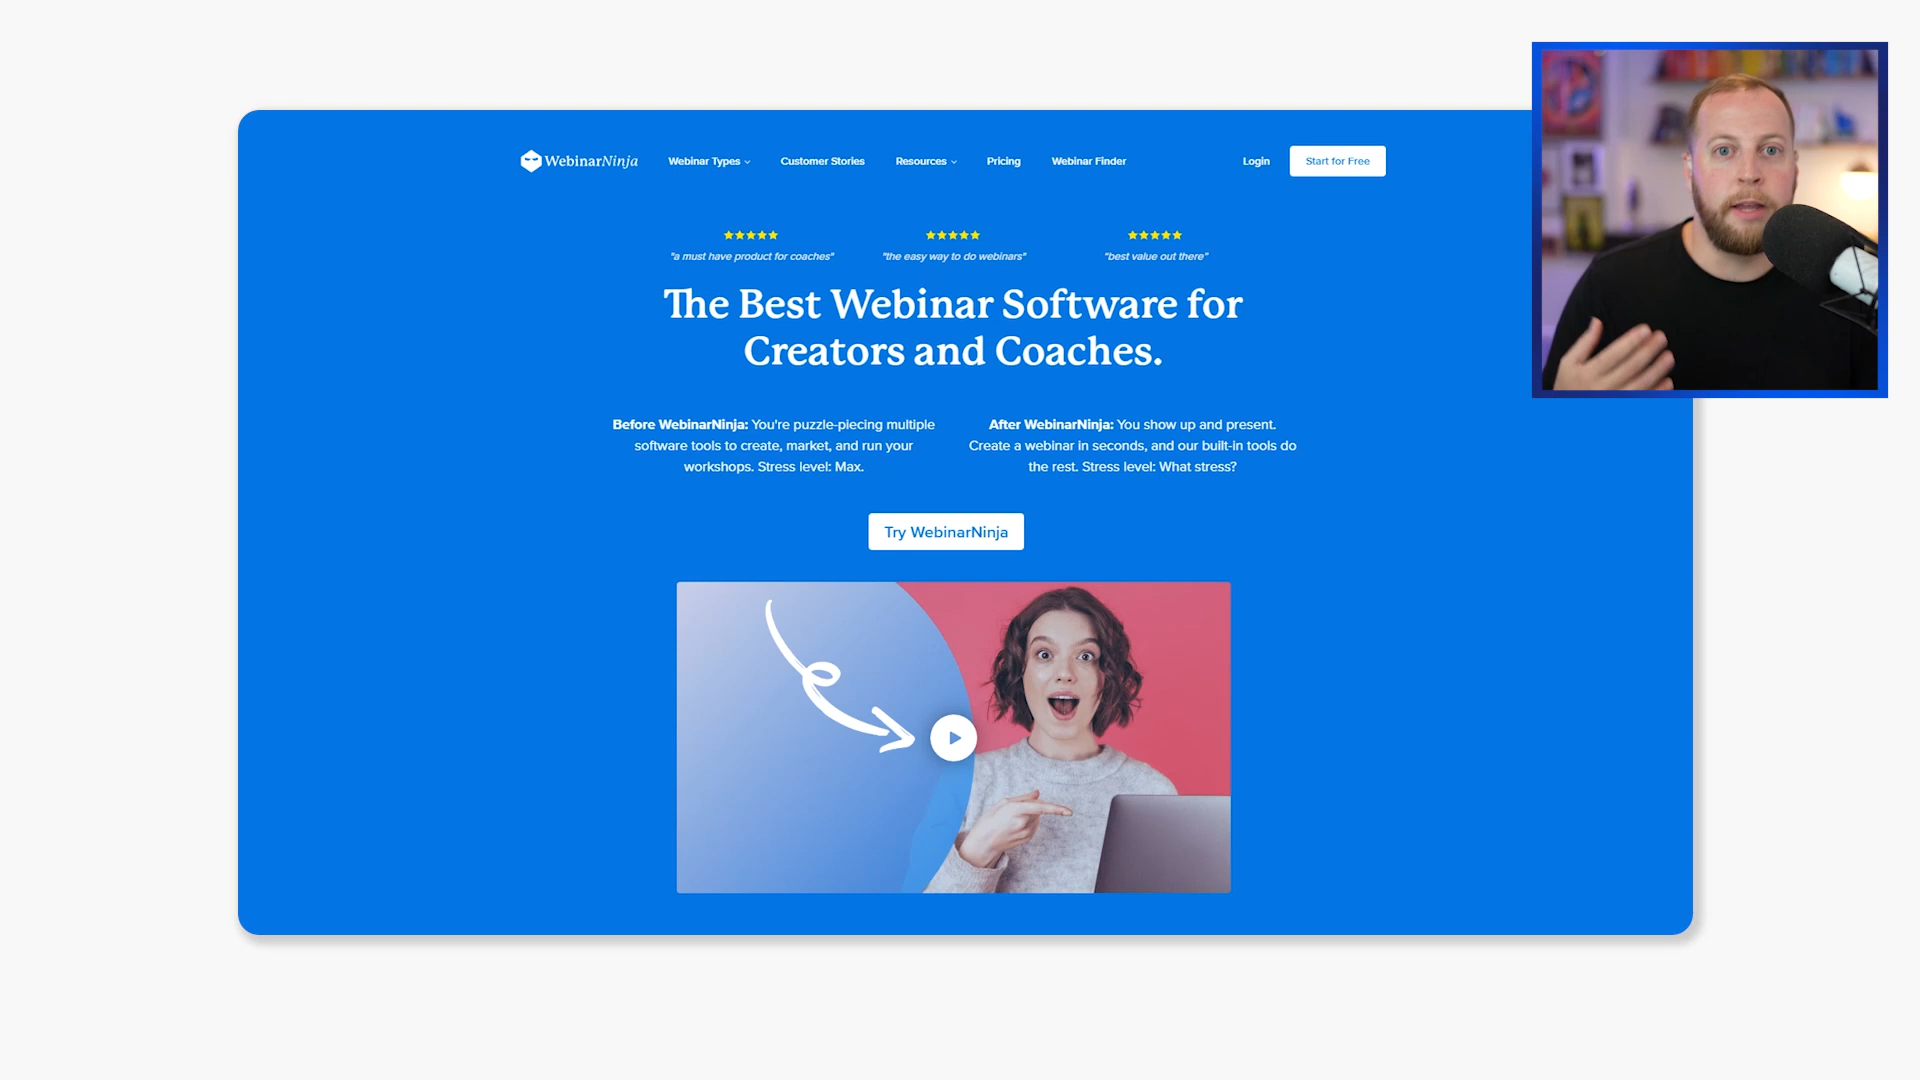 WebinarNinja
Webinar Types
Customer Stories
Resources
Pricing
Webinar Finder
Login
Start for Free
"a must have product for coaches"
"the easy way to do webinars"
"best value out there"
The Best Webinar Software for
Creators and Coaches.
Before WebinarNinja: You're puzzle-piecing multiple
software tools to create, market, and run your
workshops. Stress level: Max.
After WebinarNinja: You show up and present.
Create a webinar in seconds, and our built-in tools do
the rest. Stress level: What stress?
Try WebinarNinja